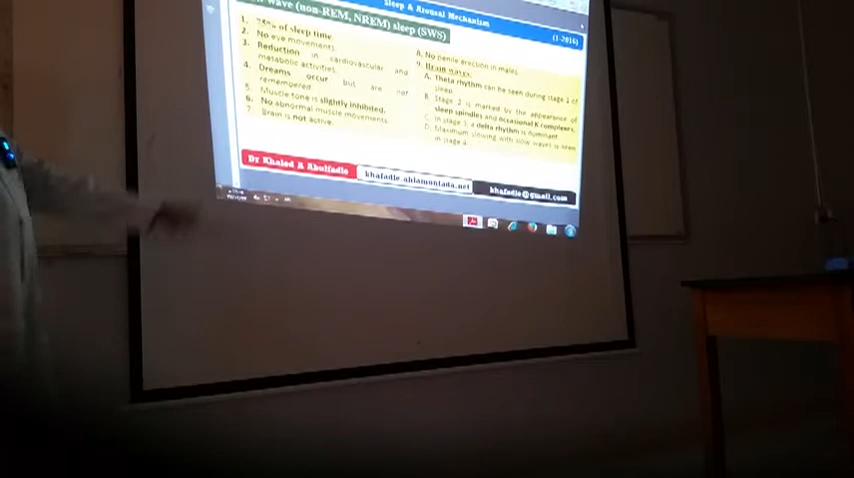 Sleep & Arousal Mechanism
(1-2016)
wave (non-REM, NREM) sleep (SWS)
1. 75% of sleep time
2. No eye movements.
3. Reduction in cardiovascular and
metabolic activities.
4. Dreams occur but are not
remembered
5. Muscle tone is slightly inhibited.
6. No abnormal muscle movements
7. Brain is not active.
8. No penile erection in males.
9. Brain waves:
A. Theta rhythm can be seen during stage 1 of
sleep.
B. Stage 2 is marked by the appearance of
sleep spindles and occasional K complexes.
C. In stage 3, a delta rhythm is dominant
D. Maximum slowing with slow waves is seen
in stage 4.
Dr Khaled A Abulfadle
khafadle.ahlamontada.net
khafadle@gmail.com